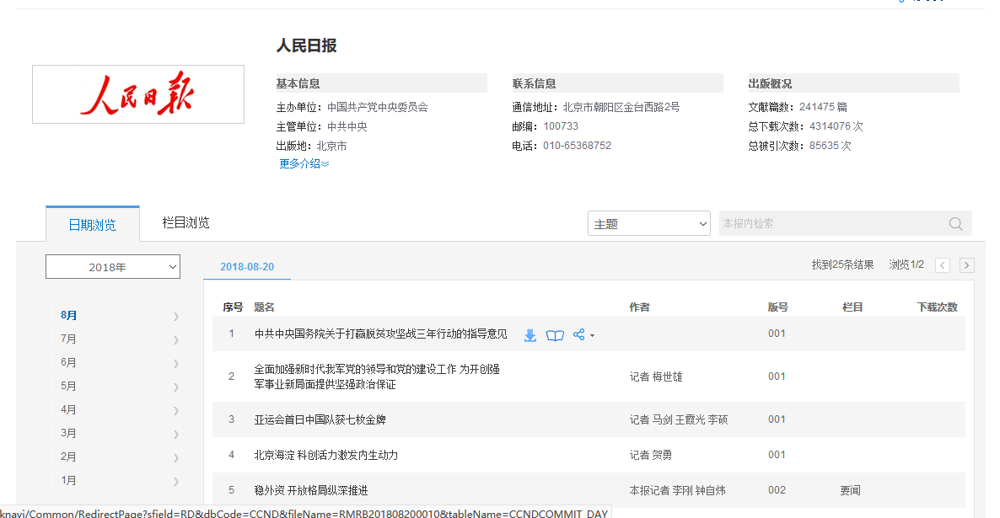 人民日报
人民日报
基本信息
联系信息
出版概况
主办单位：中国共产党中央委员会
通信地址：北京市朝阳区金台西路2号
文献篇数：241475 篇
主管单位：中共中央
邮编：100733
总下载次数：4314076 次
出版地：北京市
电话：010-65368752
总被引次数：85635 次
更多介绍
日期浏览
栏目浏览
主题
本报内检索
2018年
2018-08-20
找到25条结果
浏览1/2
8月
7月
6月
5月
4月
3月
2月
1月
序号 题名 作者 版号 栏目 下载次数
1 中共中央国务院关于打赢脱贫攻坚战三年行动的指导意见 001
2 全面加强新时代我军党的领导和党的建设工作 为开创强
军事业新局面提供坚强政治保证 记者 梅世雄 001
3 亚运会首日中国队获七枚金牌 记者 马剑 王霞光 李硕 001
4 北京海淀 科创活力激发内生动力 记者 贺勇 001
5 稳外资 开放格局纵深推进 本报记者 李刚 钟自炜 002 要闻
knavi/Common/RedirectPage?sfield=RD&dbCode=CCND&fileName=RMRB201808200010&tableName=CCNDCOMMIT_DAY